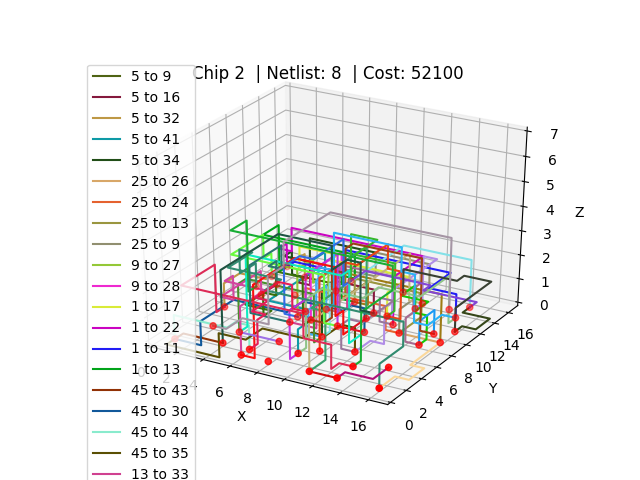 Chip 2 | Netlist: 8 | Cost: 52100
5 to 9
5 to 16
5 to 32
5 to 41
5 to 34
25 to 26
25 to 24
25 to 13
25 to 9
9 to 27
9 to 28
1 to 17
1 to 22
1 to 11
1 to 13
45 to 43
45 to 30
45 to 44
45 to 35
13 to 33
0 2 4 6 8 10 12 14 16
X
0 2 4 6 8 10 12 14 16
Y
0 1 2 3 4 5 6 7
Z